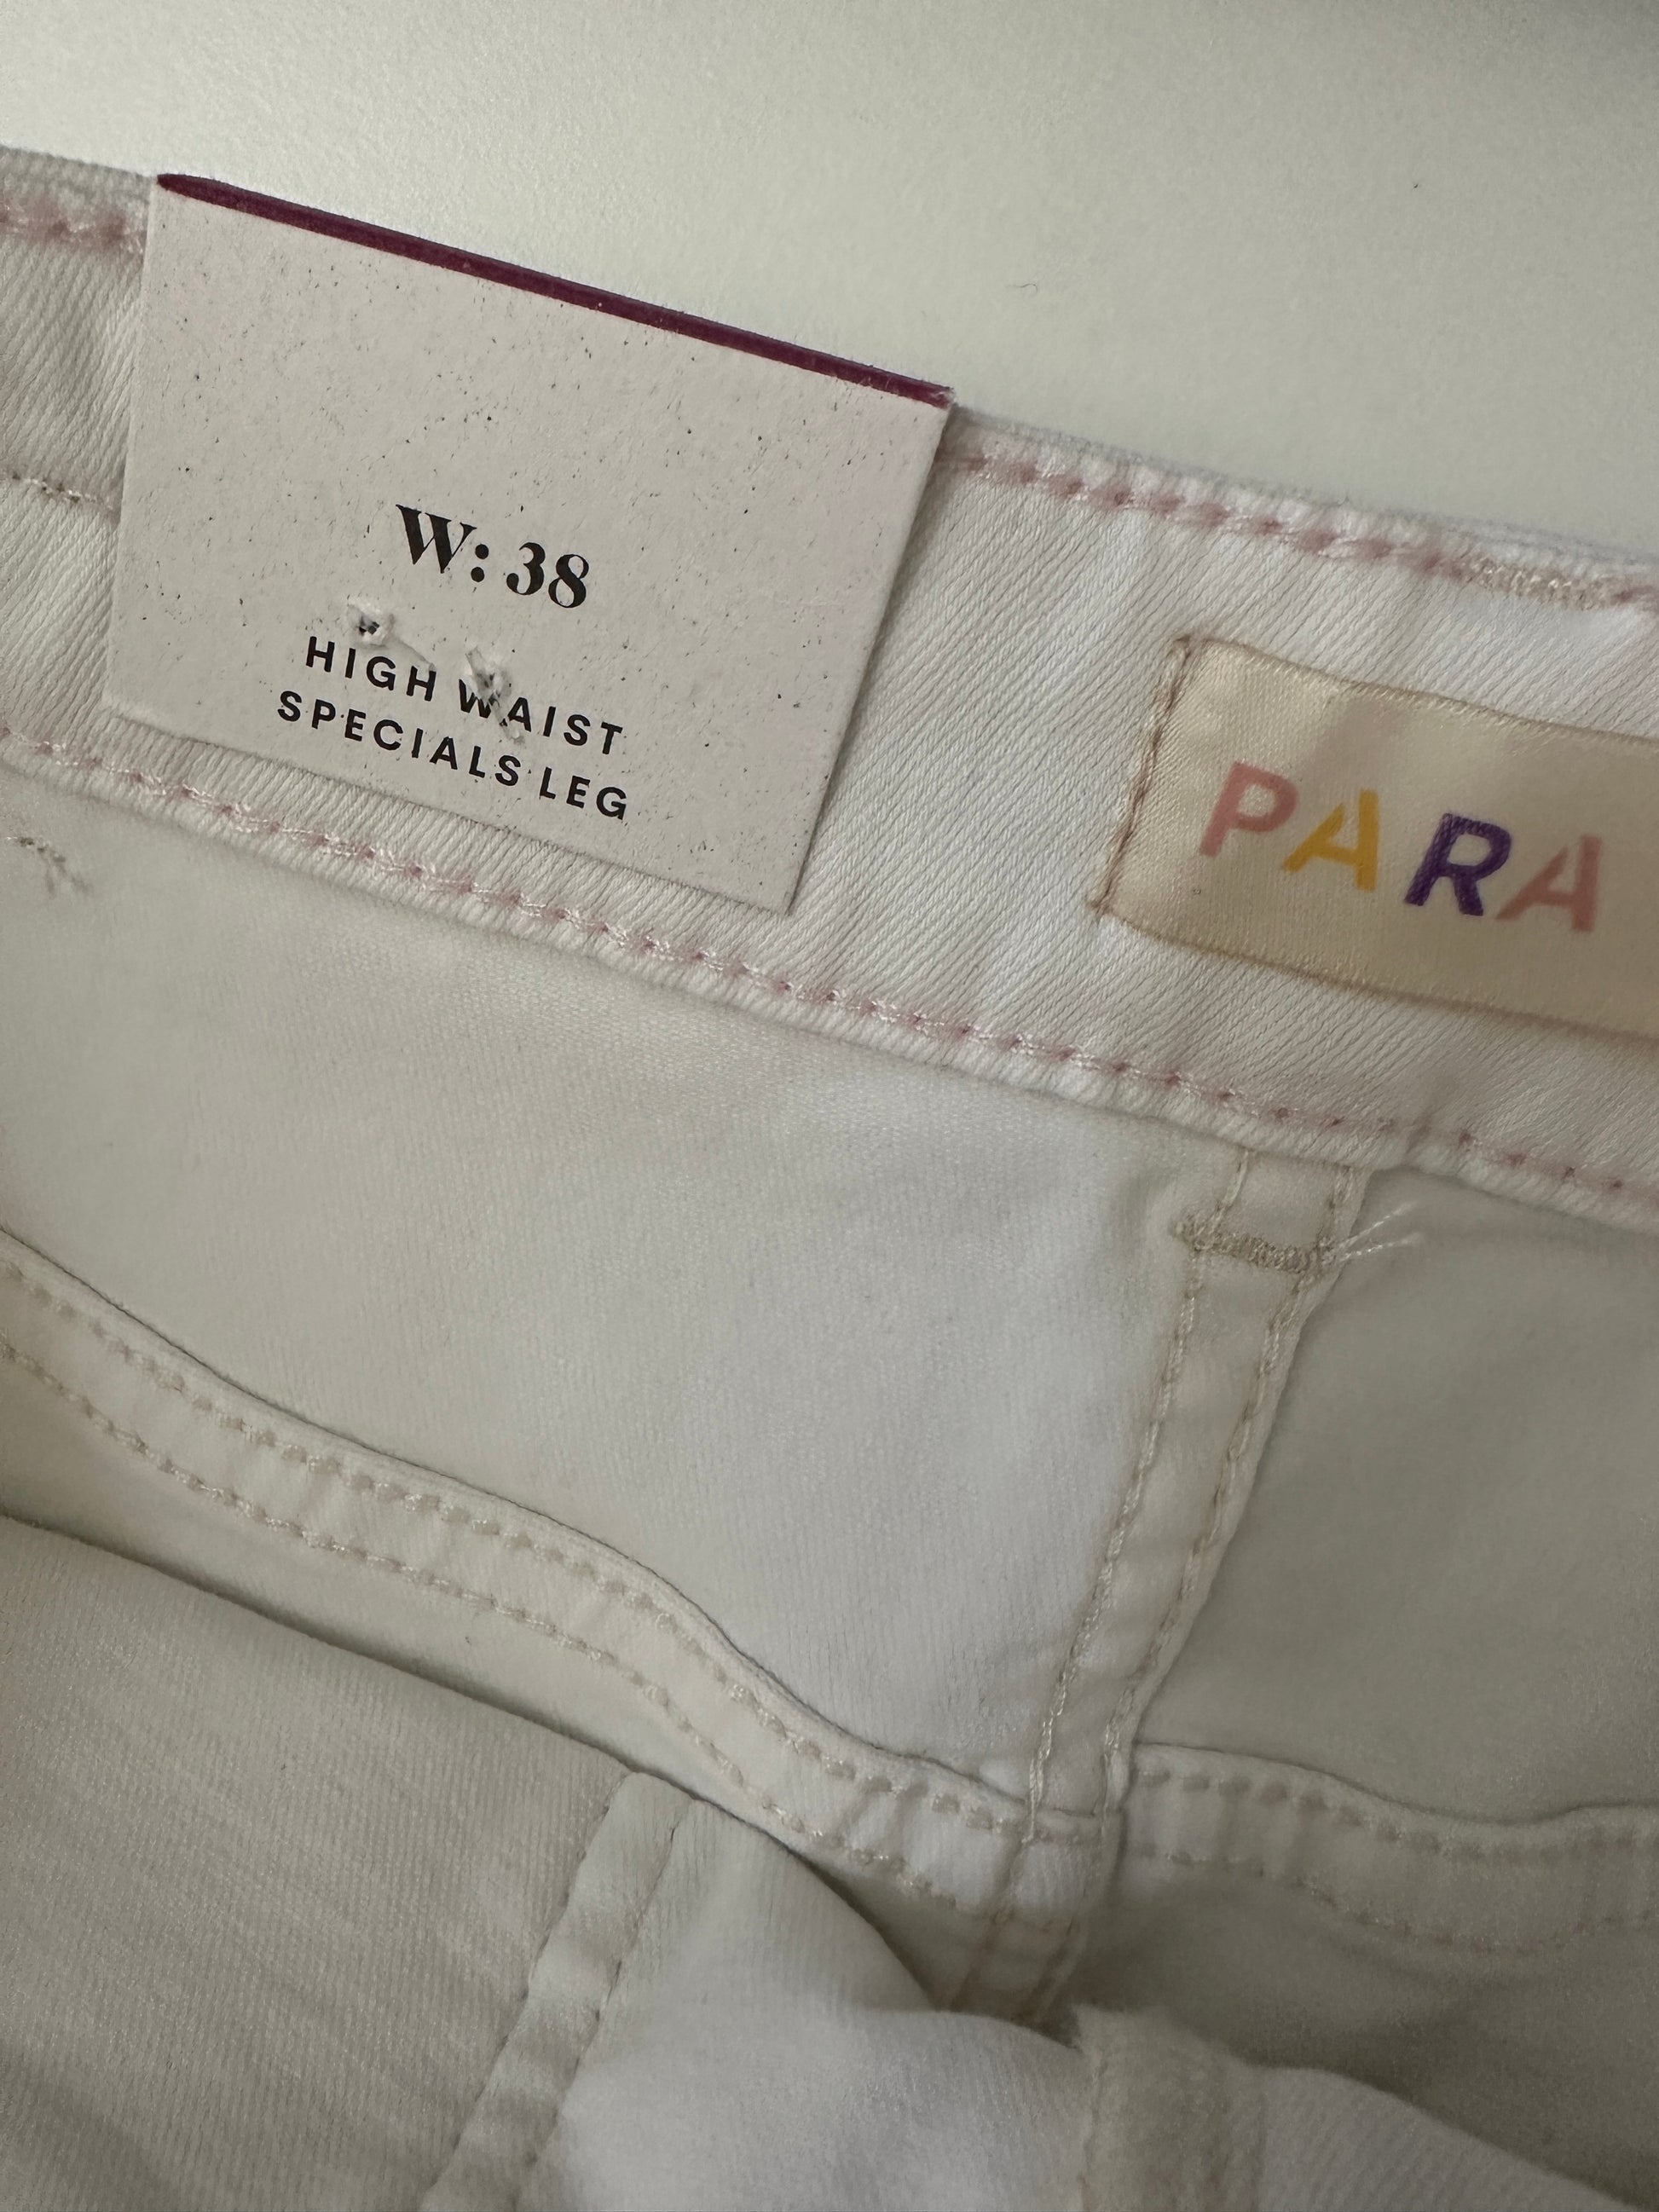 W: 38
HIGH WAIST
SPECIALS LEG
PARA